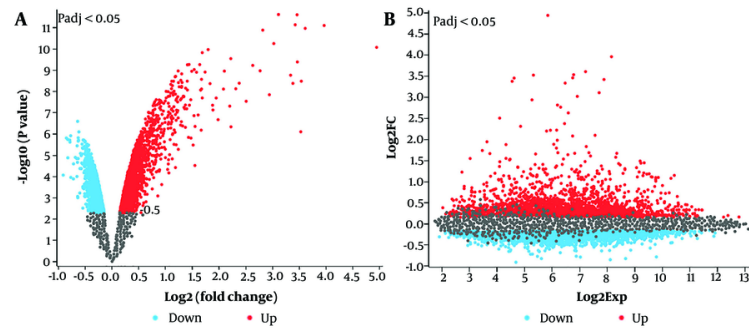 A
Padj < 0.05
11
10
9
8
7
6
5
4
3
2
1
0
-Log10 (P value)
0.5
-1.0 -0.5 0.0 0.5 1.0 1.5 2.0 2.5 3.0 3.5 4.0 4.5 5.0
Log2 (fold change)
Down Up
B
Padj < 0.05
5.0
4.5
4.0
3.5
3.0
2.5
2.0
1.5
1.0
0.5
0.0
-0.5
-1.0
Log2FC
2 3 4 5 6 7 8 9 10 11 12 13
Log2Exp
Down Up